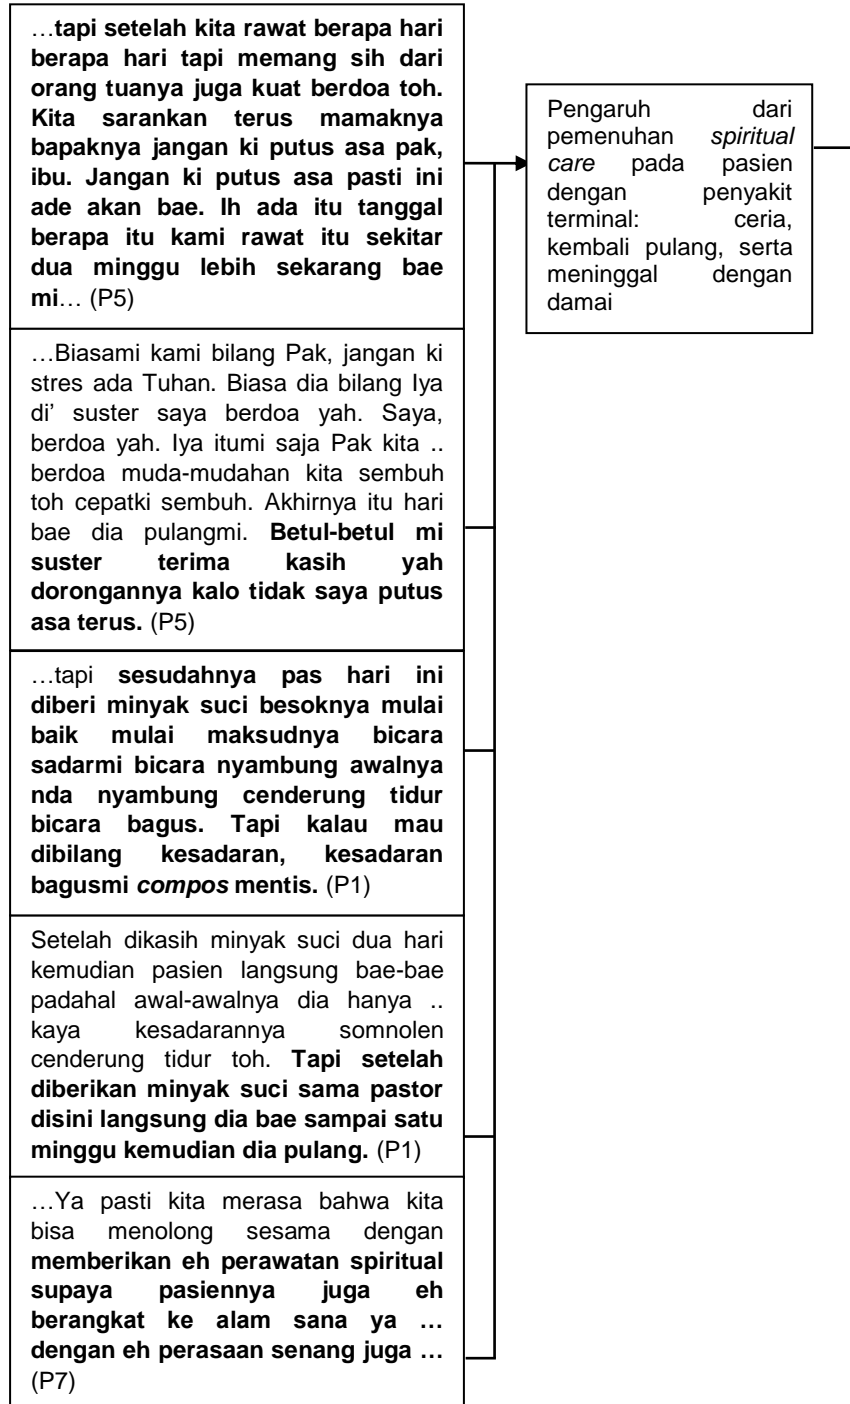 …tapi setelah kita rawat berapa hari
berapa hari tapi memang sih dari
orang tuanya juga kuat berdoa toh.
Kita sarankan terus mamaknya
bapaknya jangan ki putus asa pak,
ibu. Jangan ki putus asa pasti ini
ade akan bae. Ih ada itu tanggal
berapa itu kami rawat itu sekitar
dua minggu lebih sekarang bae
mi… (P5)
…Biasami kami bilang Pak, jangan ki
stres ada Tuhan. Biasa dia bilang Iya
di’ suster saya berdoa yah. Saya,
berdoa yah. Iya itumi saja Pak kita ..
berdoa muda-mudahan kita sembuh
toh cepatki sembuh. Akhirnya itu hari
bae dia pulangmi. Betul-betul mi
suster terima kasih yah
dorongannya kalo tidak saya putus
asa terus. (P5)
…tapi sesudahnya pas hari ini
diberi minyak suci besoknya mulai
baik mulai maksudnya bicara
sadarmi bicara nyambung awalnya
nda nyambung cenderung tidur
bicara bagus. Tapi kalau mau
dibilang kesadaran, kesadaran
bagusmi compos mentis. (P1)
Setelah dikasih minyak suci dua hari
kemudian pasien langsung bae-bae
padahal awal-awalnya dia hanya ..
kaya kesadarannya somnolen
cenderung tidur toh. Tapi setelah
diberikan minyak suci sama pastor
disini langsung dia bae sampai satu
minggu kemudian dia pulang. (P1)
…Ya pasti kita merasa bahwa kita
bisa menolong sesama dengan
memberikan eh perawatan spiritual
supaya pasiennya juga eh
berangkat ke alam sana ya …
dengan eh perasaan senang juga …
(P7)
Pengaruh dari
pemenuhan spiritual
care pada pasien
dengan penyakit
terminal: ceria,
kembali pulang, serta
meninggal dengan
damai